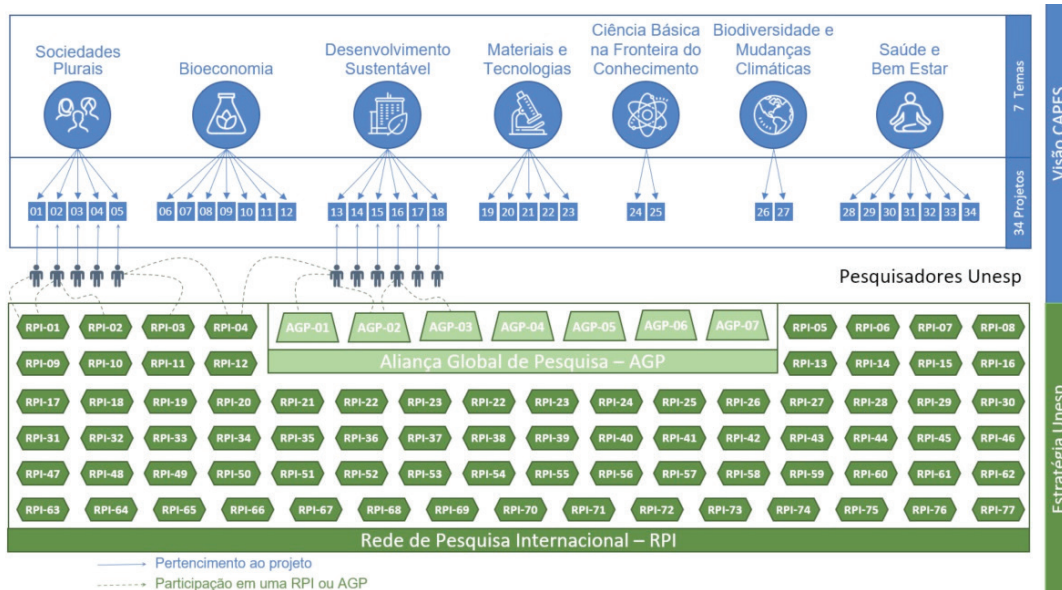 Sociedades
Plurais
Bioeconomia
Desenvolvimento
Sustentável
Materiais e
Tecnologias
Ciência Básica
na Fronteira do
Conhecimento
Biodiversidade e
Mudanças
Climáticas
Saúde e
Bem Estar
7 Temas
Visão CAPES
01 02 03 04 05 06 07 08 09 10 11 12 13 14 15 16 17 18 19 20 21 22 23 24 25 26 27 28 29 30 31 32 33 34
34 Projetos
Pesquisadores Unesp
RPI-01 RPI-02 RPI-03 RPI-04 AGP-01 AGP-02 AGP-03 AGP-04 AGP-05 AGP-06 AGP-07 RPI-05 RPI-06 RPI-07 RPI-08
RPI-09 RPI-10 RPI-11 RPI-12 Aliança Global de Pesquisa – AGP RPI-13 RPI-14 RPI-15 RPI-16
RPI-17 RPI-18 RPI-19 RPI-20 RPI-21 RPI-22 RPI-23 RPI-22 RPI-23 RPI-24 RPI-25 RPI-26 RPI-27 RPI-28 RPI-29 RPI-30
RPI-31 RPI-32 RPI-33 RPI-34 RPI-35 RPI-36 RPI-37 RPI-38 RPI-39 RPI-40 RPI-41 RPI-42 RPI-43 RPI-44 RPI-45 RPI-46
RPI-47 RPI-48 RPI-49 RPI-50 RPI-51 RPI-52 RPI-53 RPI-54 RPI-55 RPI-56 RPI-57 RPI-58 RPI-59 RPI-60 RPI-61 RPI-62
RPI-63 RPI-64 RPI-65 RPI-66 RPI-67 RPI-68 RPI-69 RPI-70 RPI-71 RPI-72 RPI-73 RPI-74 RPI-75 RPI-76 RPI-77
Estratégia Unesp
Rede de Pesquisa Internacional – RPI
Pertencimento ao projeto
Participação em uma RPI ou AGP